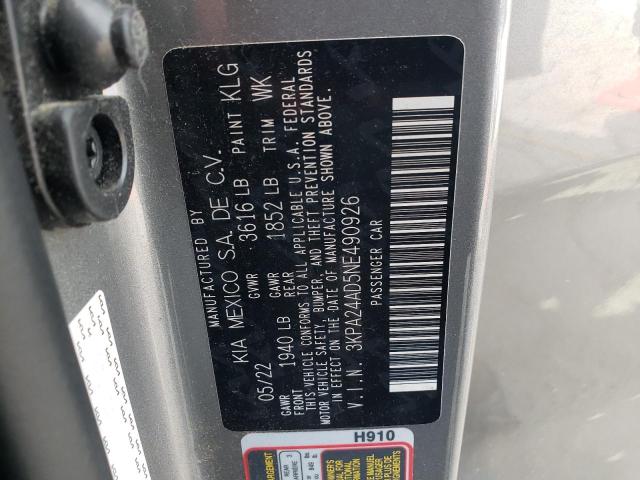 MANUFACTURED BY
KIA MEXICO S.A. DE C.V.
05/22 GVWR 3616 LB PAINT KLG
GAWR FRONT 1940 LB GAWR REAR 1852 LB TRIM WK
THIS VEHICLE CONFORMS TO ALL APPLICABLE U.S.A. FEDERAL
MOTOR VEHICLE SAFETY, BUMPER, AND THEFT PREVENTION STANDARDS
IN EFFECT ON THE DATE OF MANUFACTURE SHOWN ABOVE.
V.I.N. 3KPA24AD5NE490926
PASSENGER CAR
H910
REAR 3